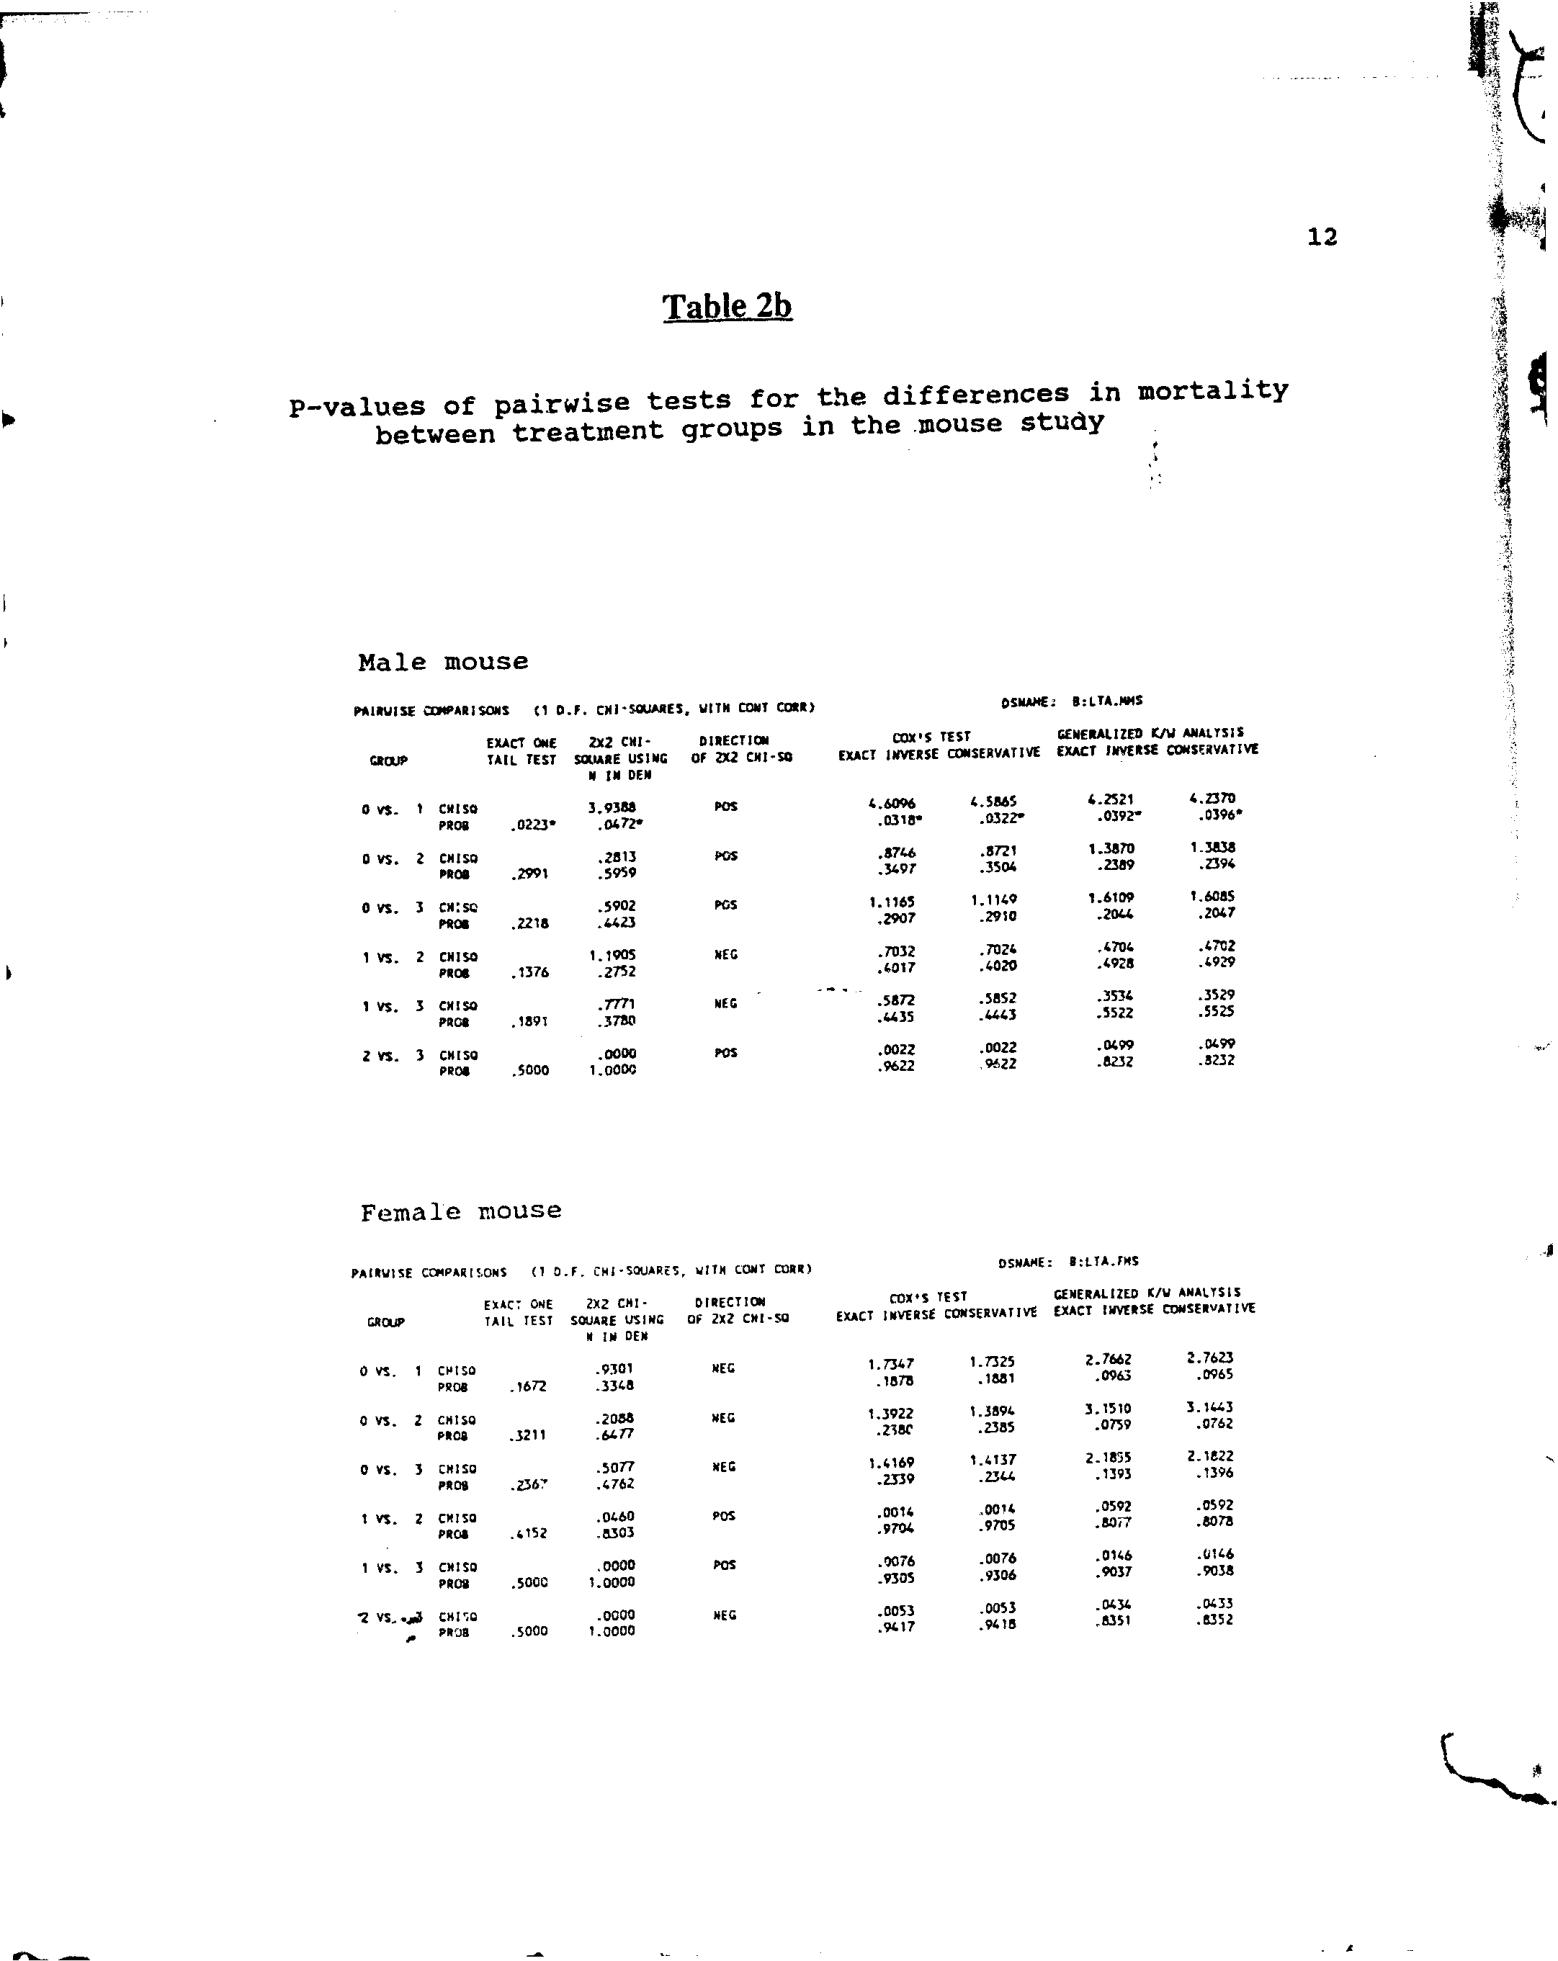 12
Table 2b
P-values of pairwise tests for the differences in mortality
between treatment groups in the mouse study
Male mouse
PAIRWISE COMPARISONS (1 D.F. CHI-SQUARES, WITH CONT CORR) DSNAME: B:LTA.MMS
EXACT ONE 2X2 CHI- DIRECTION COX'S TEST GENERALIZED K/W ANALYSIS
GROUP TAIL TEST SQUARE USING OF 2X2 CHI-SQ EXACT INVERSE CONSERVATIVE EXACT INVERSE CONSERVATIVE
N IN DEN
0 VS. 1 CHISQ 3.9388 POS 4.6096 4.5865 4.2521 4.2370
PROB .0223* .0472* .0318* .0322* .0392* .0396*
0 VS. 2 CHISQ .2813 POS .8746 .8721 1.3870 1.3838
PROB .2991 .5959 .3497 .3504 .2389 .2394
0 VS. 3 CHISQ .5902 POS 1.1165 1.1149 1.6109 1.6085
PROB .2218 .4423 .2907 .2910 .2044 .2047
1 VS. 2 CHISQ 1.1905 NEG .7032 .7024 .4704 .4702
PROB .1376 .2752 .4017 .4020 .4928 .4929
1 VS. 3 CHISQ .7771 NEG .5872 .5852 .3534 .3529
PROB .1891 .3780 .4435 .4443 .5522 .5525
2 VS. 3 CHISQ .0000 POS .0022 .0022 .0499 .0499
PROB .5000 1.0000 .9622 .9622 .8232 .8232
Female mouse
PAIRWISE COMPARISONS (1 D.F. CHI-SQUARES, WITH CONT CORR) DSNAME: B:LTA.FMS
EXACT ONE 2X2 CHI- DIRECTION COX'S TEST GENERALIZED K/W ANALYSIS
GROUP TAIL TEST SQUARE USING OF 2X2 CHI-SQ EXACT INVERSE CONSERVATIVE EXACT INVERSE CONSERVATIVE
N IN DEN
0 VS. 1 CHISQ .9301 NEG 1.7347 1.7325 2.7662 2.7623
PROB .1672 .3348 .1878 .1881 .0963 .0965
0 VS. 2 CHISQ .2088 NEG 1.3922 1.3894 3.1510 3.1443
PROB .3211 .6477 .2380 .2385 .0759 .0762
0 VS. 3 CHISQ .5077 NEG 1.4169 1.4137 2.1855 2.1822
PROB .4762 .2339 .2344 .1393 .1396
1 VS. 2 CHISQ .0460 POS .0014 .0014 .0592 .0592
PROB .4152 .8303 .9704 .9705 .8077 .8078
1 VS. 3 CHISQ .0000 POS .0076 .0076 .0146 .0146
PROB .5000 1.0000 .9305 .9306 .9037 .9038
2 VS. 3 CHISQ .0000 NEG .0053 .0053 .0434 .0433
PROB .5000 1.0000 .9417 .9418 .8351 .8352